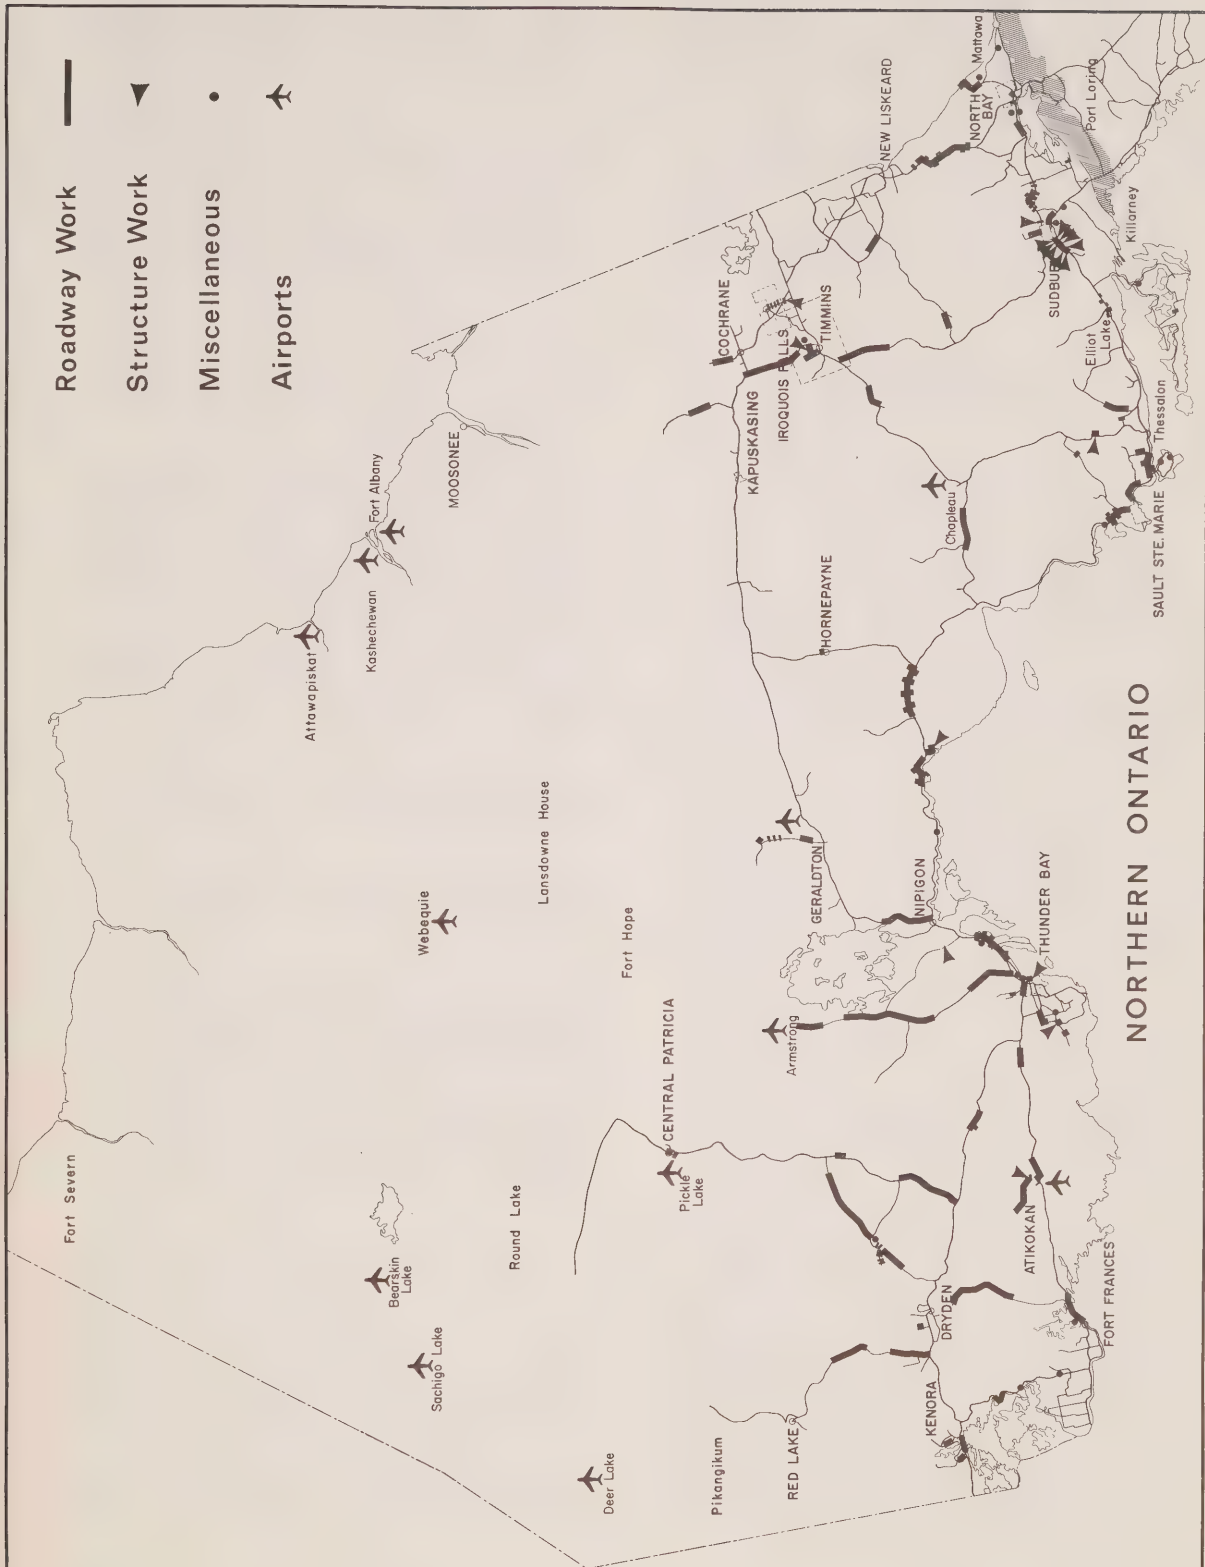 Roadway Work
Structure Work
Miscellaneous
Airports
Fort Severn
Attawapiskat
Kashechewan
Fort Albany
MOOSONEE
Bearskin
Lake
Sachigo Lake
Webequie
Round Lake
Lansdowne House
Deer Lake
Fort Hope
Pikangikum
Pickle
Lake
CENTRAL PATRICIA
RED LAKE
Armstrong
GERALDTON
HORNEPAYNE
KAPUSKASING
COCHRANE
IROQUOIS FALLS
TIMMINS
NEW LISKEARD
KENORA
DRYDEN
NIPIGON
Chapleau
NORTH
BAY
Mattawa
ATIKOKAN
THUNDER BAY
SUDBURY
Elliot
Lake
Port Loring
FORT FRANCES
SAULT STE. MARIE
Thessalon
Killarney
NORTHERN ONTARIO